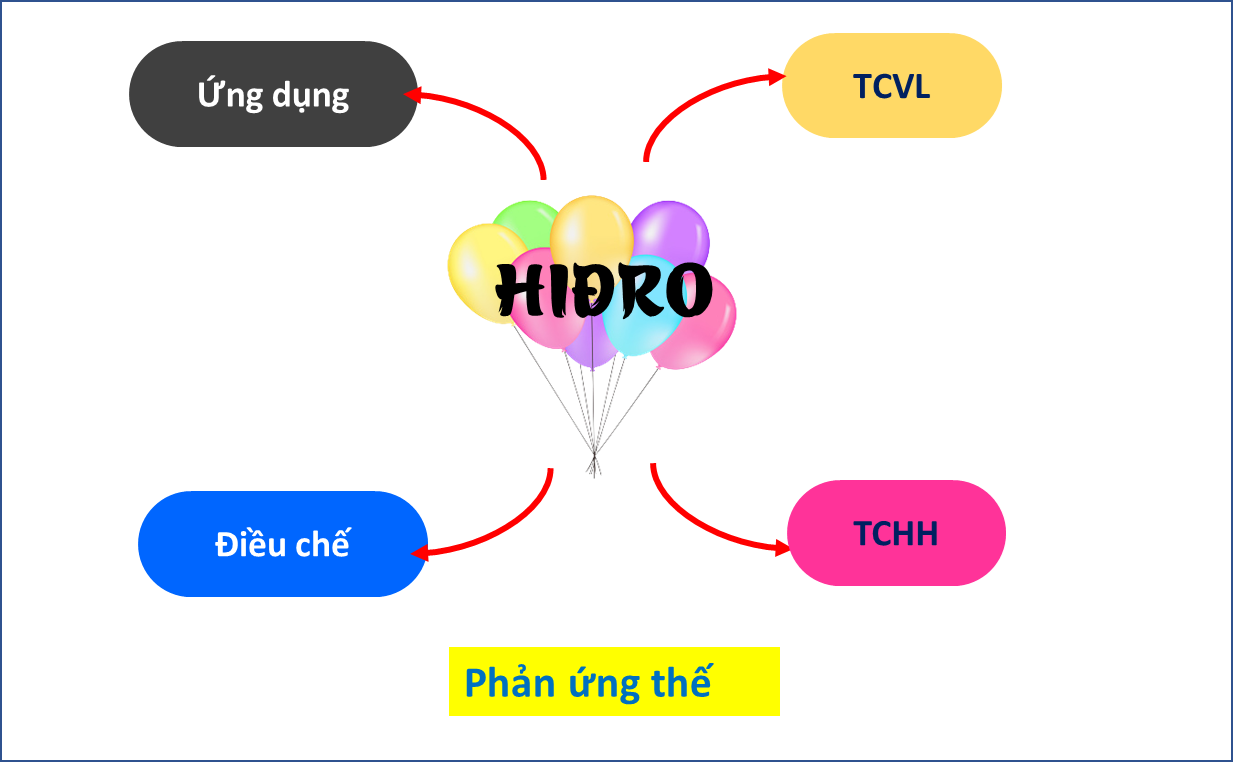 Ứng dụng
TCVL
HIĐRO
Điều chế
TCHH
Phản ứng thế